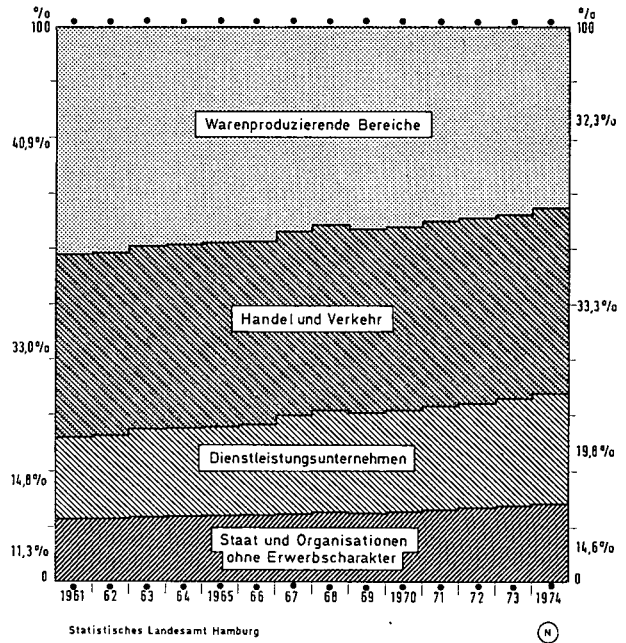 %
%
100
100
Warenproduzierende Bereiche
32,3%
40,9%
Handel und Verkehr
33,3%
33,0%
Dienstleistungsunternehmen
19,8%
14,8%
Staat und Organisationen
ohne Erwerbscharakter
11,3%
14,6%
0
0
1961 62 63 64 1965 66 67 68 69 1970 71 72 73 1974
Statistisches Landesamt Hamburg
N